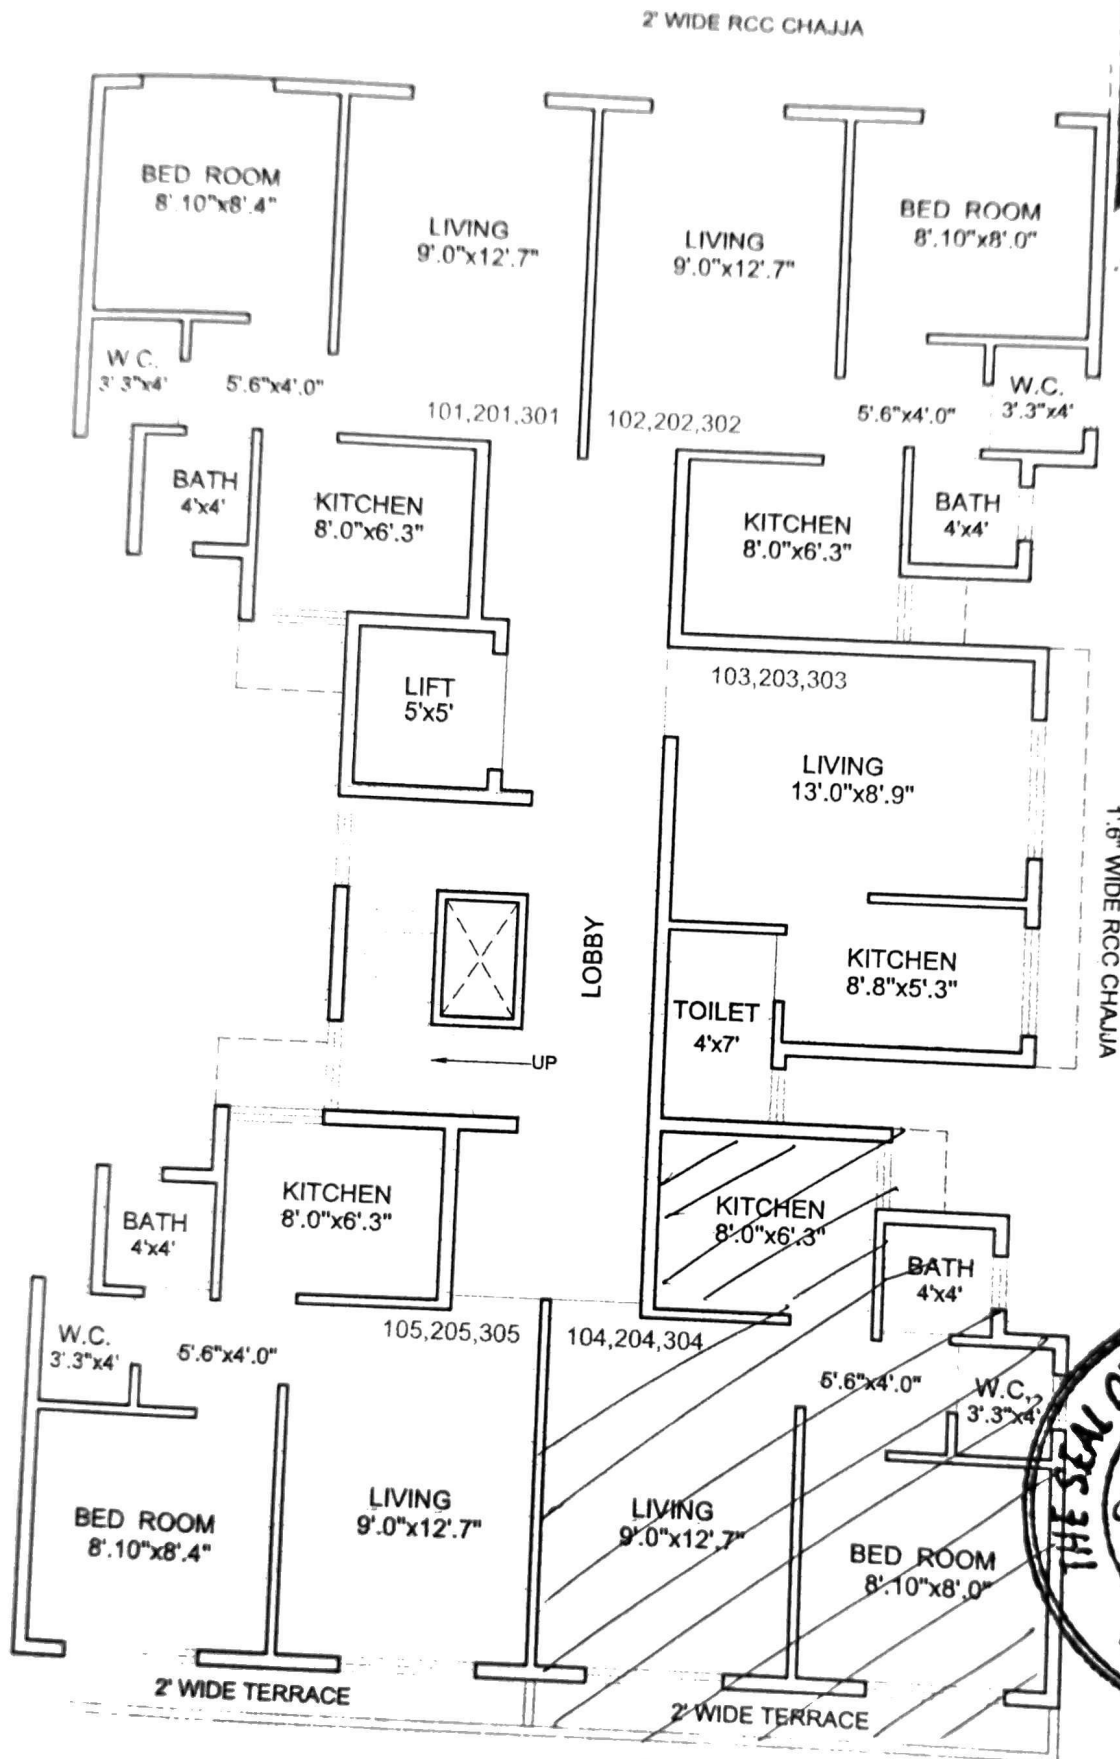 2' WIDE RCC CHAJJA
BED ROOM
8'.10"x8'.4"
LIVING
9'.0"x12'.7"
LIVING
9'.0"x12'.7"
BED ROOM
8'.10"x8'.0"
W.C.
3'.3"x4'
5'.6"x4'.0"
101,201,301
102,202,302
5'.6"x4'.0"
W.C.
3'.3"x4'
BATH
4'x4'
KITCHEN
8'.0"x6'.3"
KITCHEN
8'.0"x6'.3"
BATH
4'x4'
LIFT
5'x5'
103,203,303
LIVING
13'.0"x8'.9"
1'.6" WIDE RCC CHAJJA
LOBBY
KITCHEN
8'.8"x5'.3"
TOILET
4'x7'
UP
KITCHEN
8'.0"x6'.3"
BATH
4'x4'
KITCHEN
8'.0"x6'.3"
BATH
4'x4'
W.C.
3'.3"x4'
5'.6"x4'.0"
105,205,305
104,204,304
5'.6"x4'.0"
W.C.
3'.3"x4'
THE SEAL
BED ROOM
8'.10"x8'.4"
LIVING
9'.0"x12'.7"
LIVING
9'.0"x12'.7"
BED ROOM
8'.10"x8'.0"
2' WIDE TERRACE
2' WIDE TERRACE